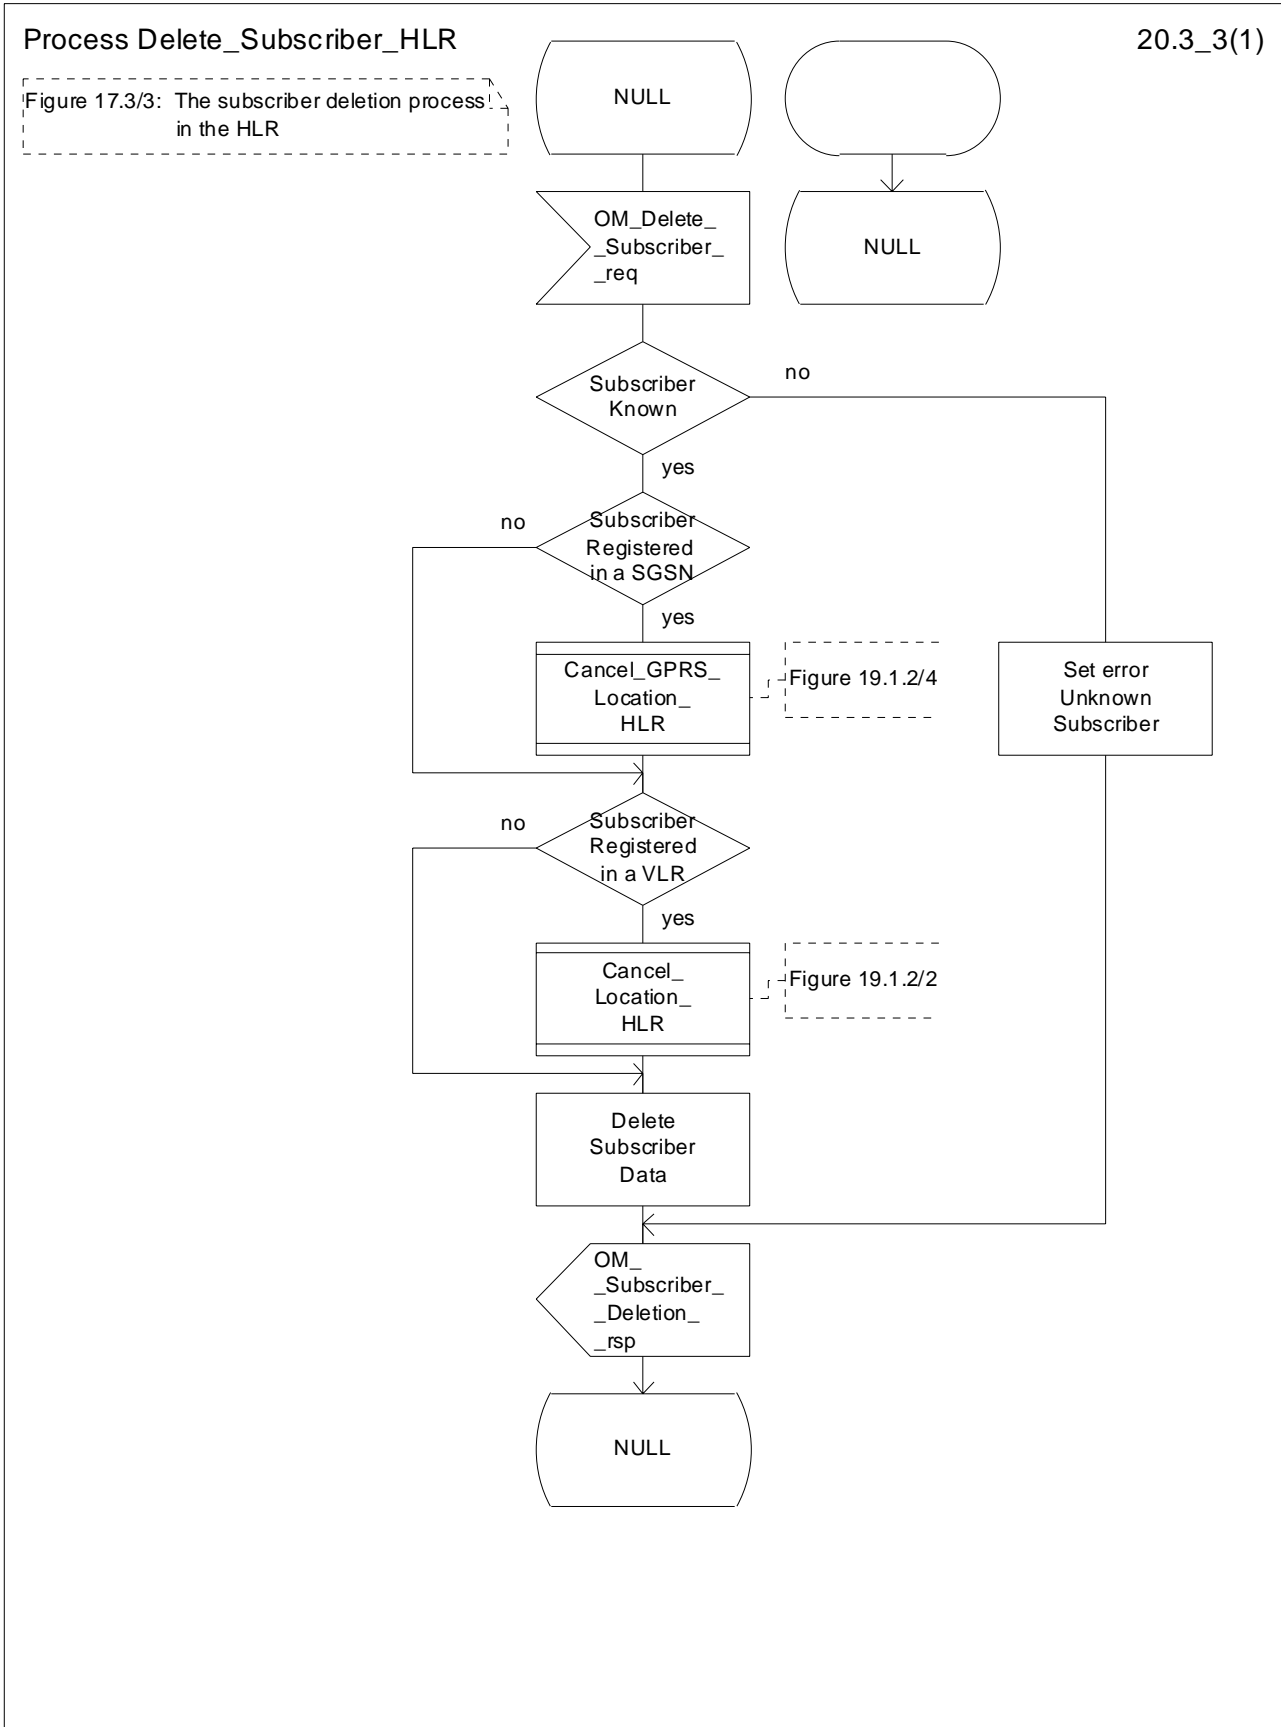 Process Delete_Subscriber_HLR
20.3_3(1)
Figure 17.3/3: The subscriber deletion process
in the HLR
NULL
OM_Delete_
_Subscriber_
_req
NULL
Subscriber
Known
no
yes
Subscriber
Registered
in a SGSN
no
yes
Cancel_GPRS_
Location_
HLR
Figure 19.1.2/4
Set error
Unknown
Subscriber
Subscriber
Registered
in a VLR
no
yes
Cancel_
Location_
HLR
Figure 19.1.2/2
Delete
Subscriber
Data
OM_
_Subscriber_
_Deletion_
_rsp
NULL